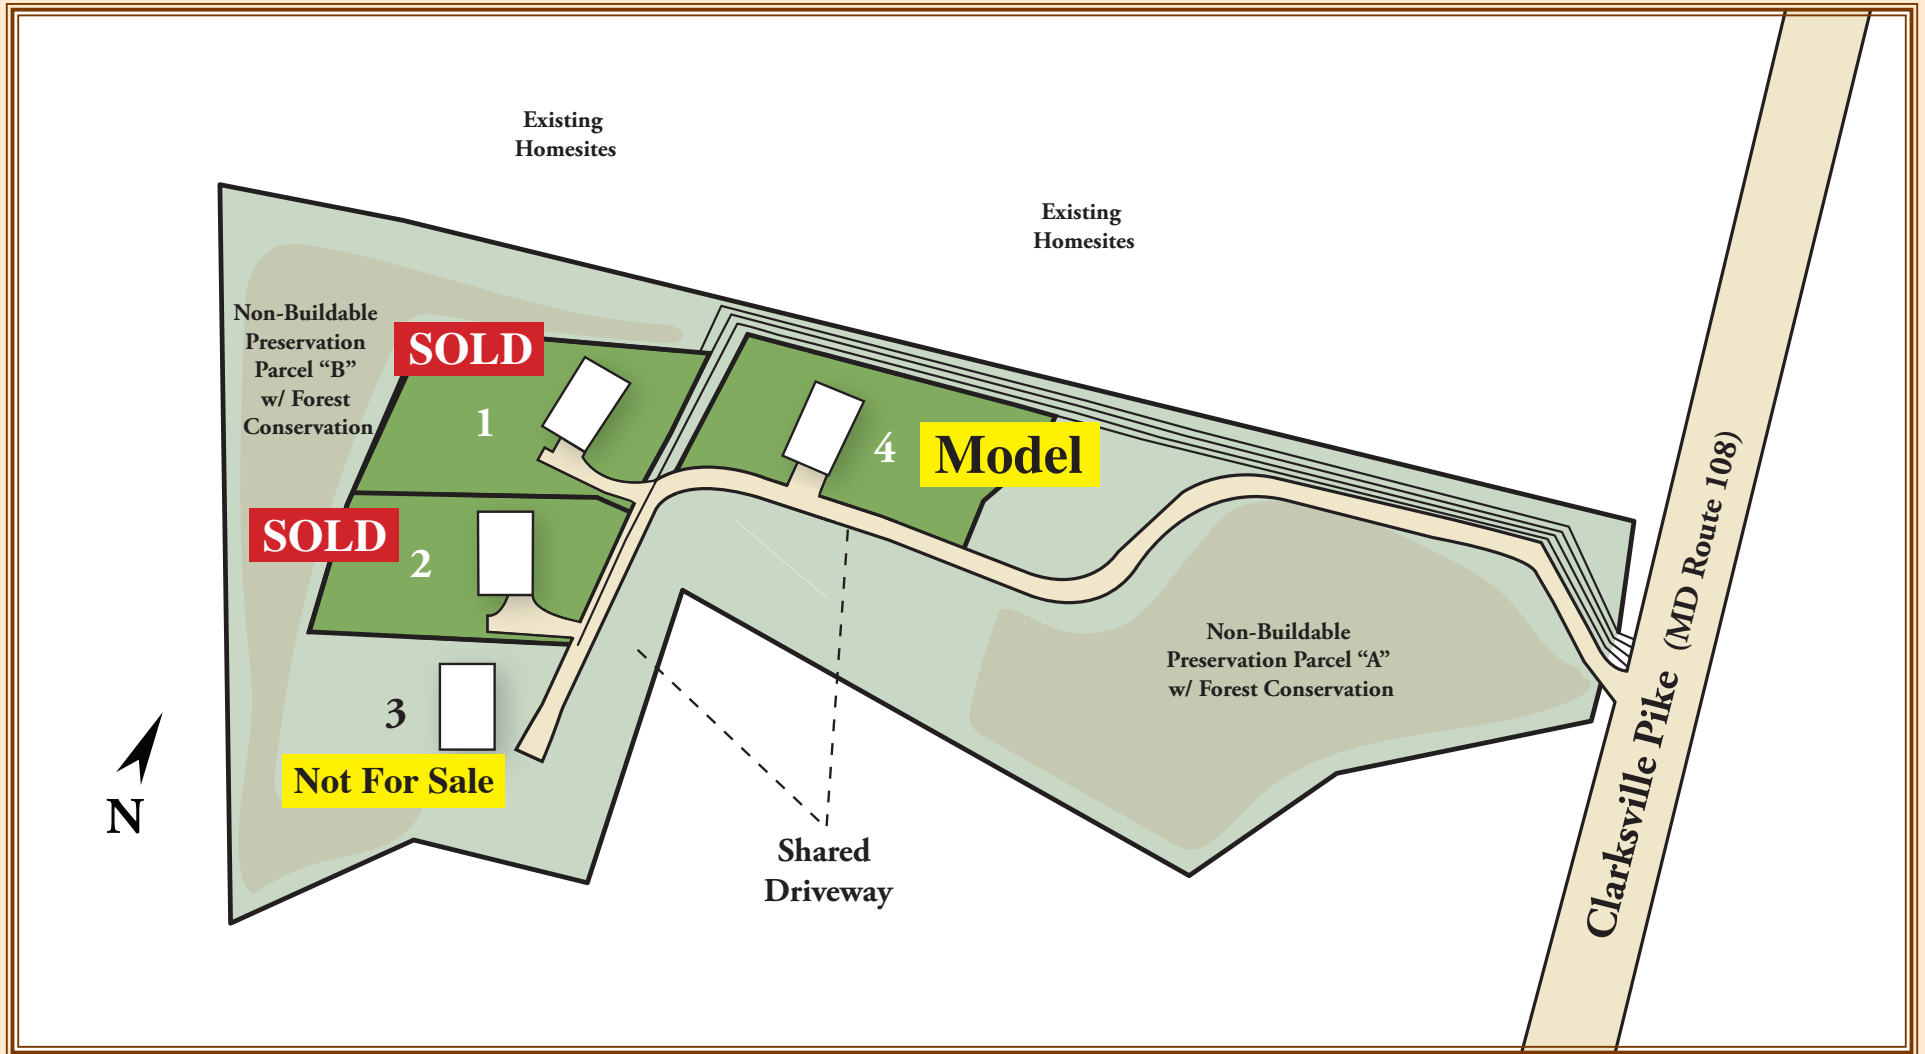 Existing
Homesites
Existing
Homesites
Non-Buildable
Preservation
Parcel “B”
w/ Forest
Conservation
SOLD
1
4
Model
SOLD
2
3
Not For Sale
N
Shared
Driveway
Non-Buildable
Preservation Parcel “A”
w/ Forest Conservation
Clarksville Pike (MD Route 108)